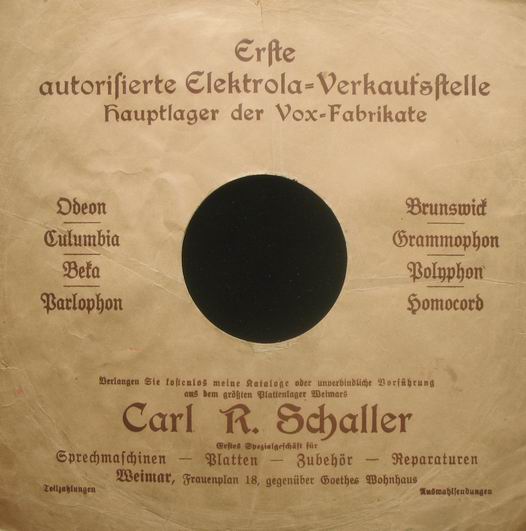 Erste
autorisierte Elektrola=Verkaufsstelle
Hauptlager der Vox-Fabrikate
Odeon
Culumbia
Beka
Parlophon
Brunswick
Grammophon
Polyphon
Homocord
Verlangen Sie kostenlos meine Kataloge oder unverbindliche Vorführung
aus dem größten Plattenlager Weimars
Carl R. Schaller
Erstes Spezialgeschäft für
Sprechmaschinen — Platten — Zubehör — Reparaturen
Weimar, Frauenplan 18, gegenüber Goethes Wohnhaus
Teilzahlungen
Auswahlsendungen